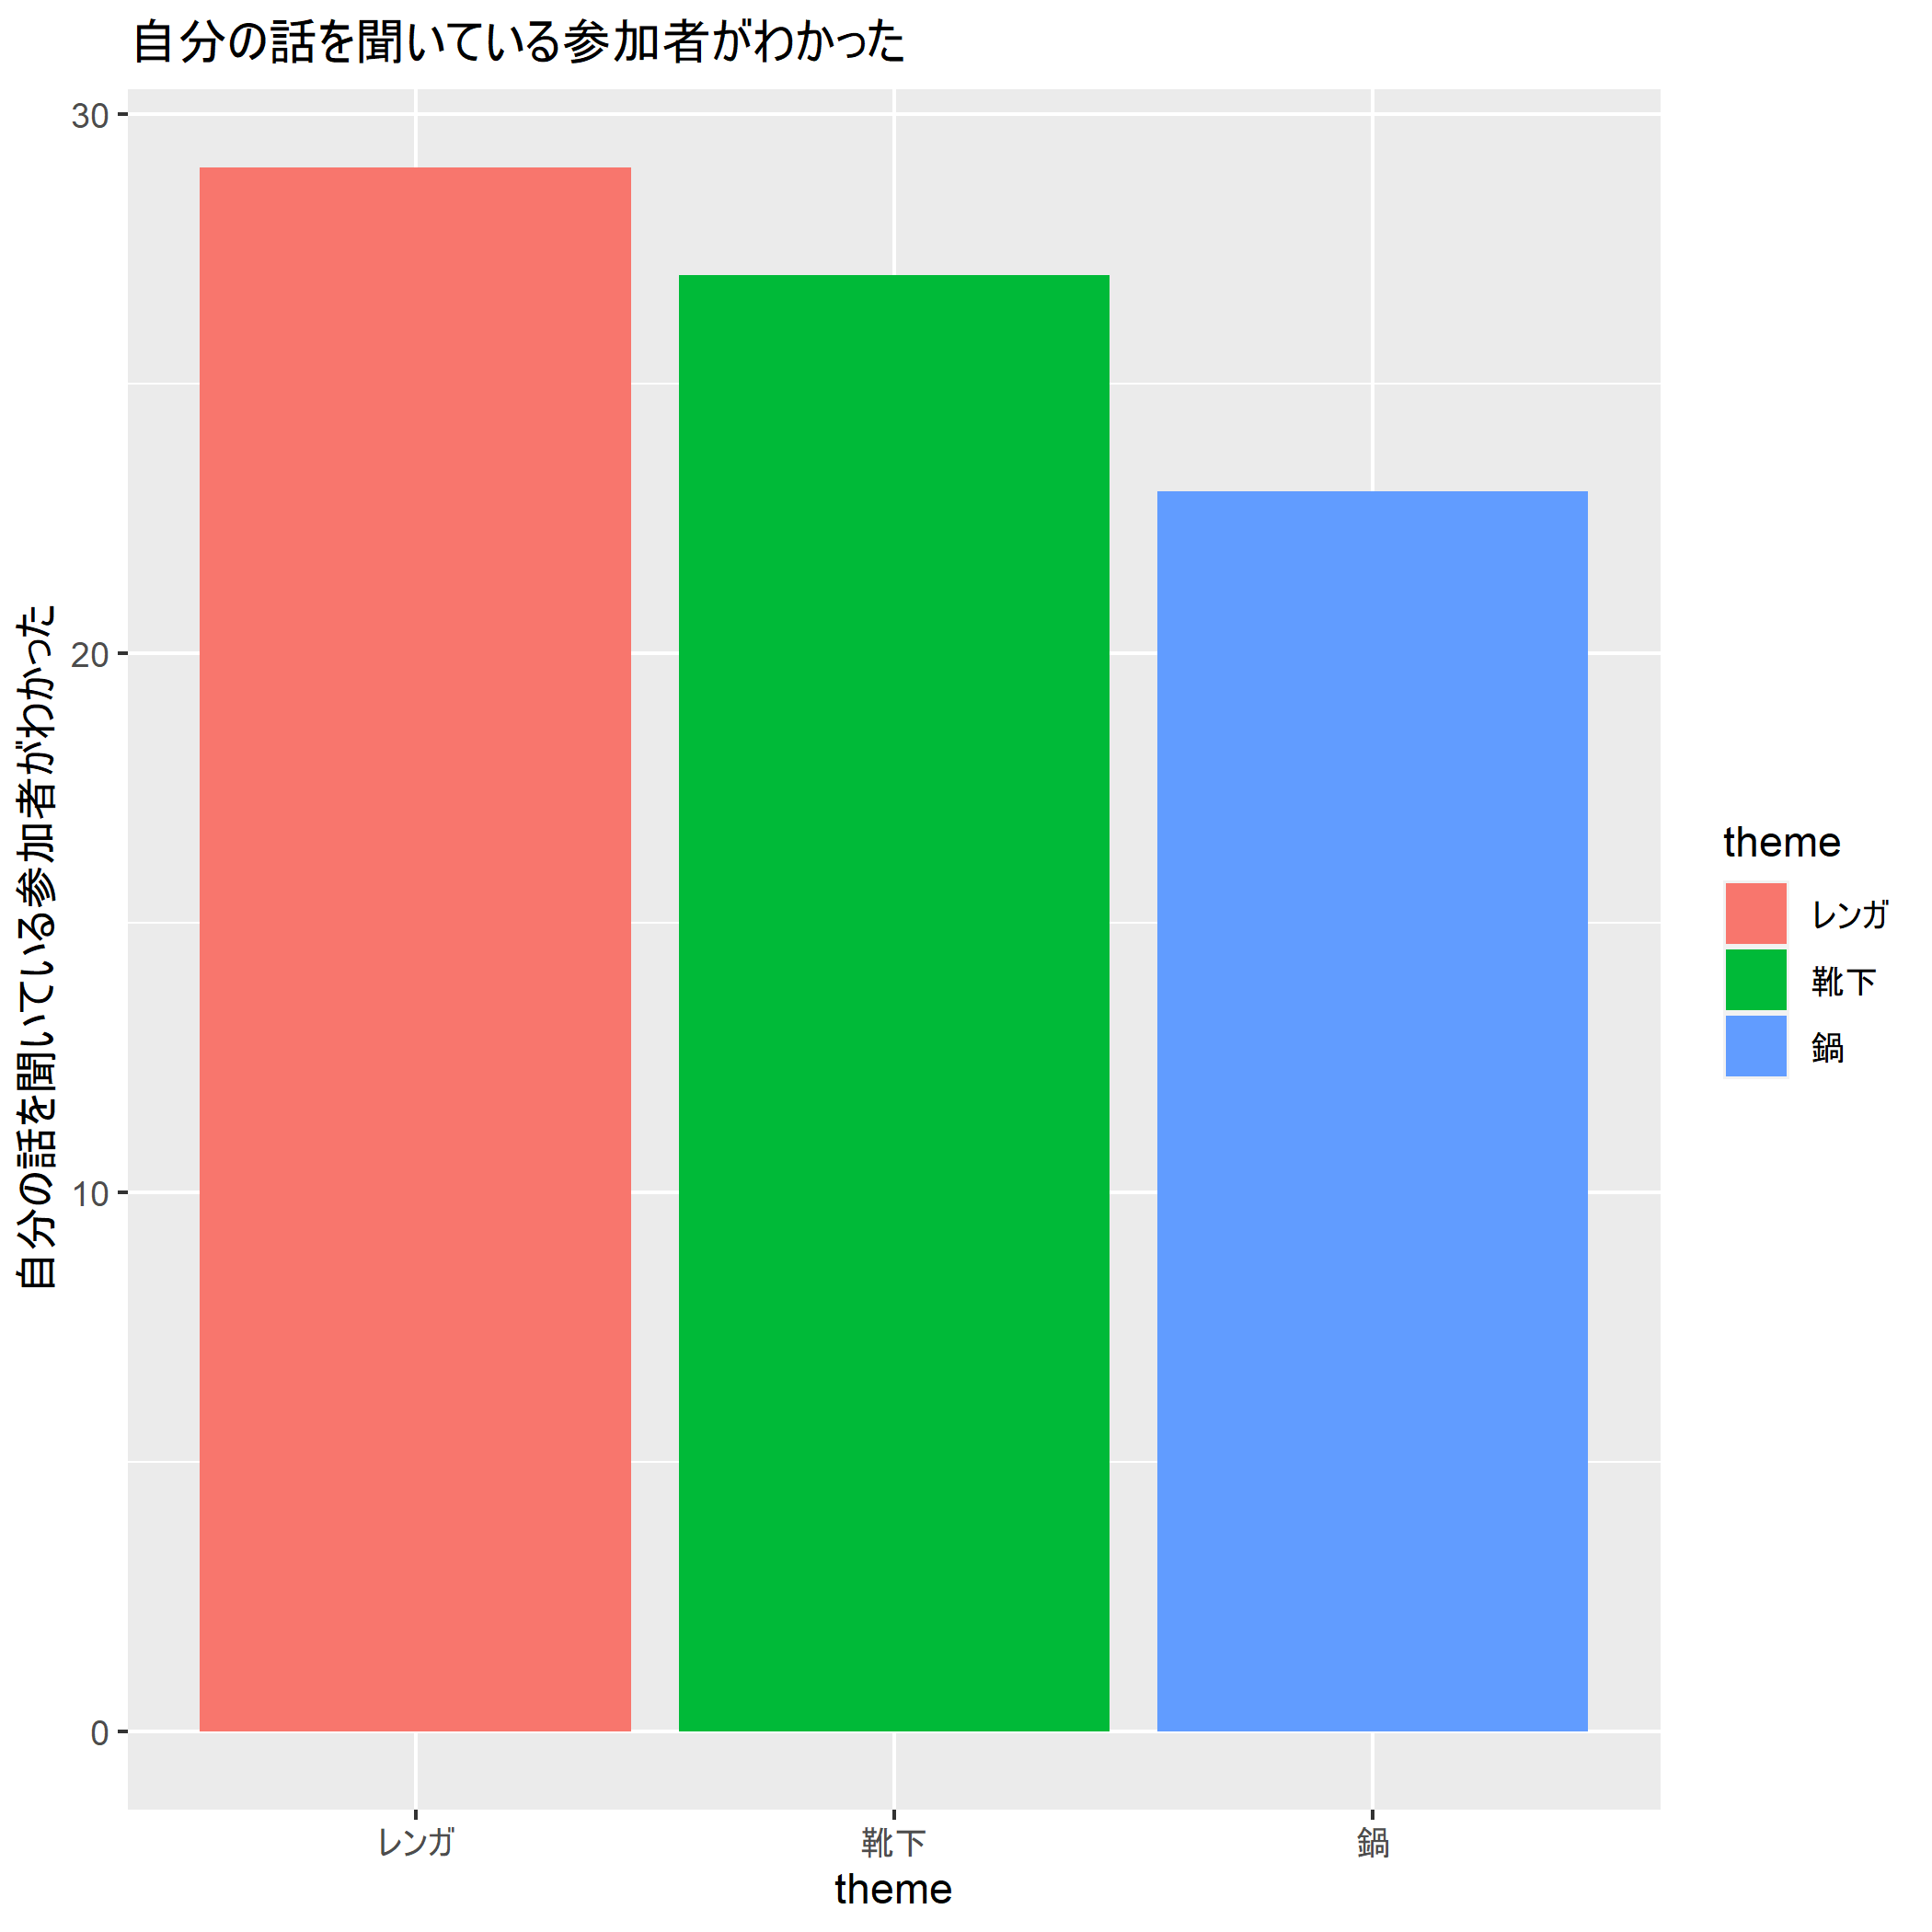 自分の話を聞いている参加者がわかった
30
20
10
0
自分の話を聞いている参加者がわかった
レンガ
靴下
鍋
theme
theme
レンガ
靴下
鍋